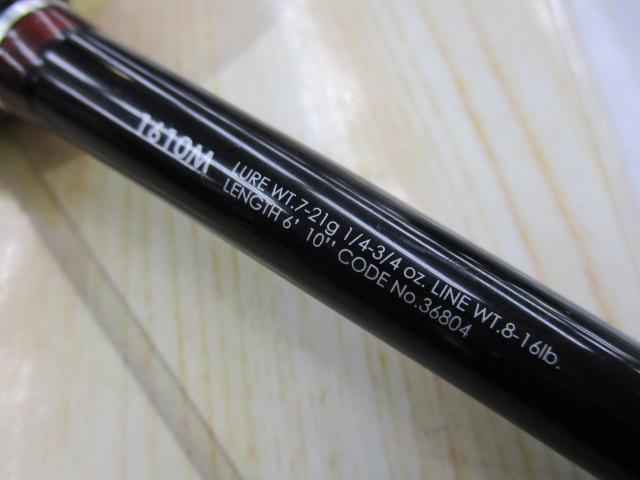 1610M
LURE WT.7-21g 1/4-3/4 oz. LINE WT.8-16lb.
LENGTH 6' 10" CODE No.36804